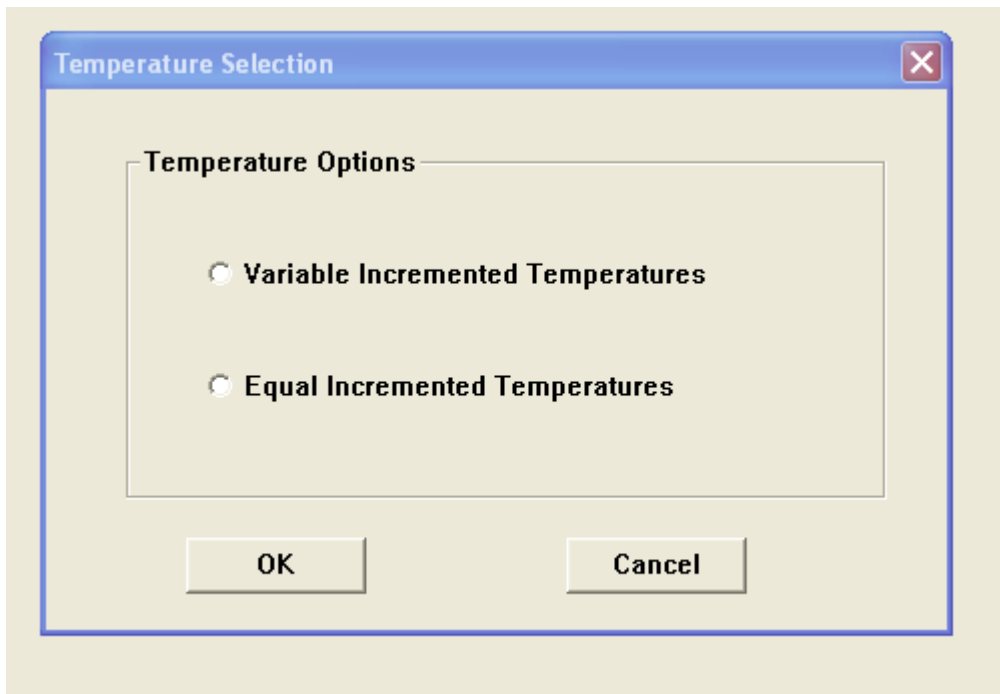 Temperature Selection
Temperature Options
Variable Incremented Temperatures
Equal Incremented Temperatures
OK
Cancel